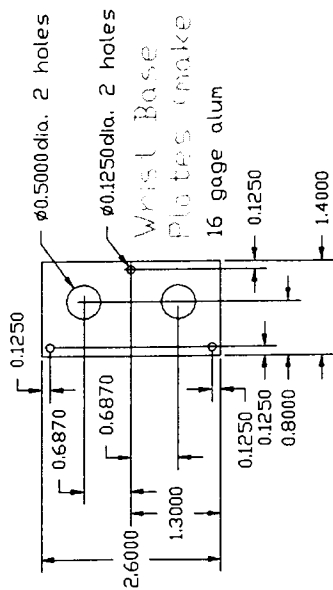 ø0.5000dia. 2 holes
ø0.1250dia. 2 holes
Wrist Base
Plates (make
16 gage alum
0.1250
0.6870
0.6870
2.6000
1.3000
0.1250
0.1250
0.8000
0.1250
1.4000